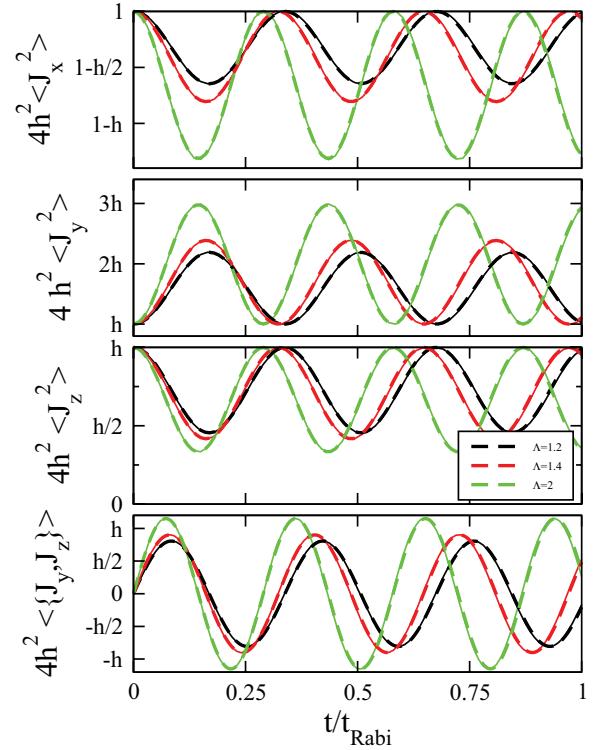 4h²<Jₓ²>
1
1-h/2
1-h
4 h²<J_y²>
3h
2h
h
4h²<J_z²>
h
h/2
0
Λ=1.2
Λ=1.4
Λ=2
4h²<{J_y,J_z}>
h
h/2
0
-h/2
-h
0 0.25 0.5 0.75 1
t/t_Rabi